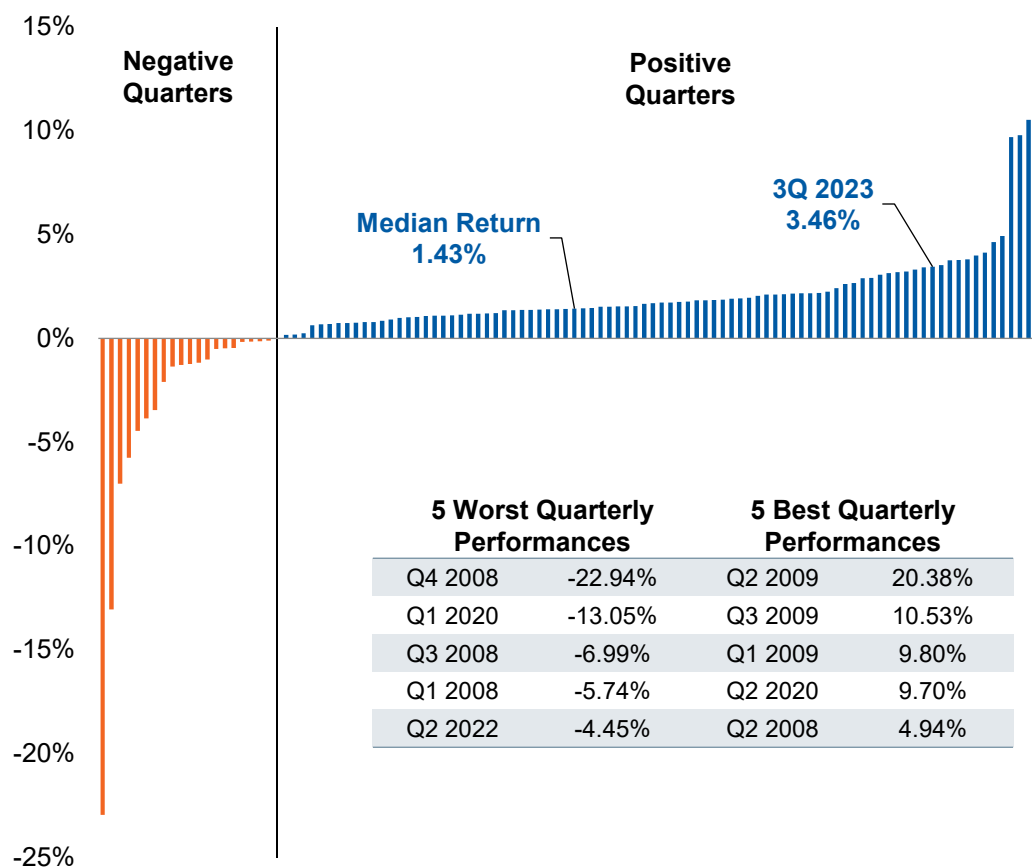 15%
Negative
Quarters
Positive
Quarters
10%
3Q 2023
3.46%
Median Return
1.43%
5%
0%
-5%
-10%
-15%
-20%
-25%
5 Worst Quarterly
Performances
5 Best Quarterly
Performances
Q4 2008 -22.94% Q2 2009 20.38%
Q1 2020 -13.05% Q3 2009 10.53%
Q3 2008 -6.99% Q1 2009 9.80%
Q1 2008 -5.74% Q2 2020 9.70%
Q2 2022 -4.45% Q2 2008 4.94%